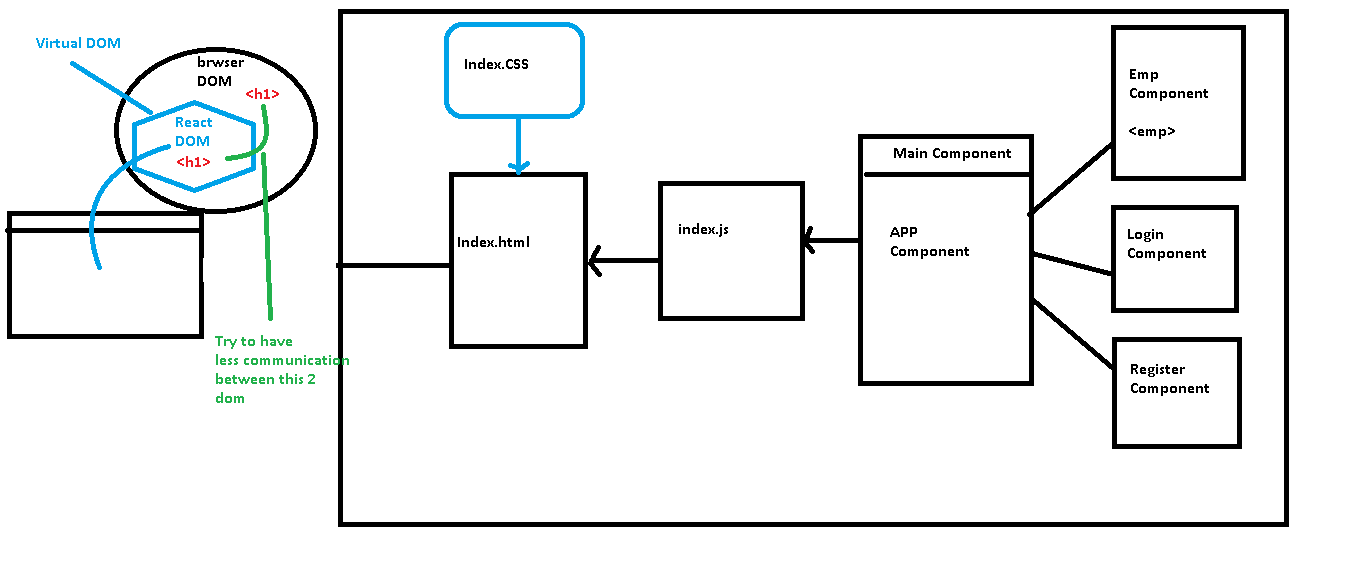 Virtual DOM
brwser
DOM
<h1>
React
DOM
<h1>
Try to have
less communication
between this 2
dom
Index.CSS
Index.html
index.js
Main Component
APP
Component
Emp
Component
<emp>
Login
Component
Register
Component